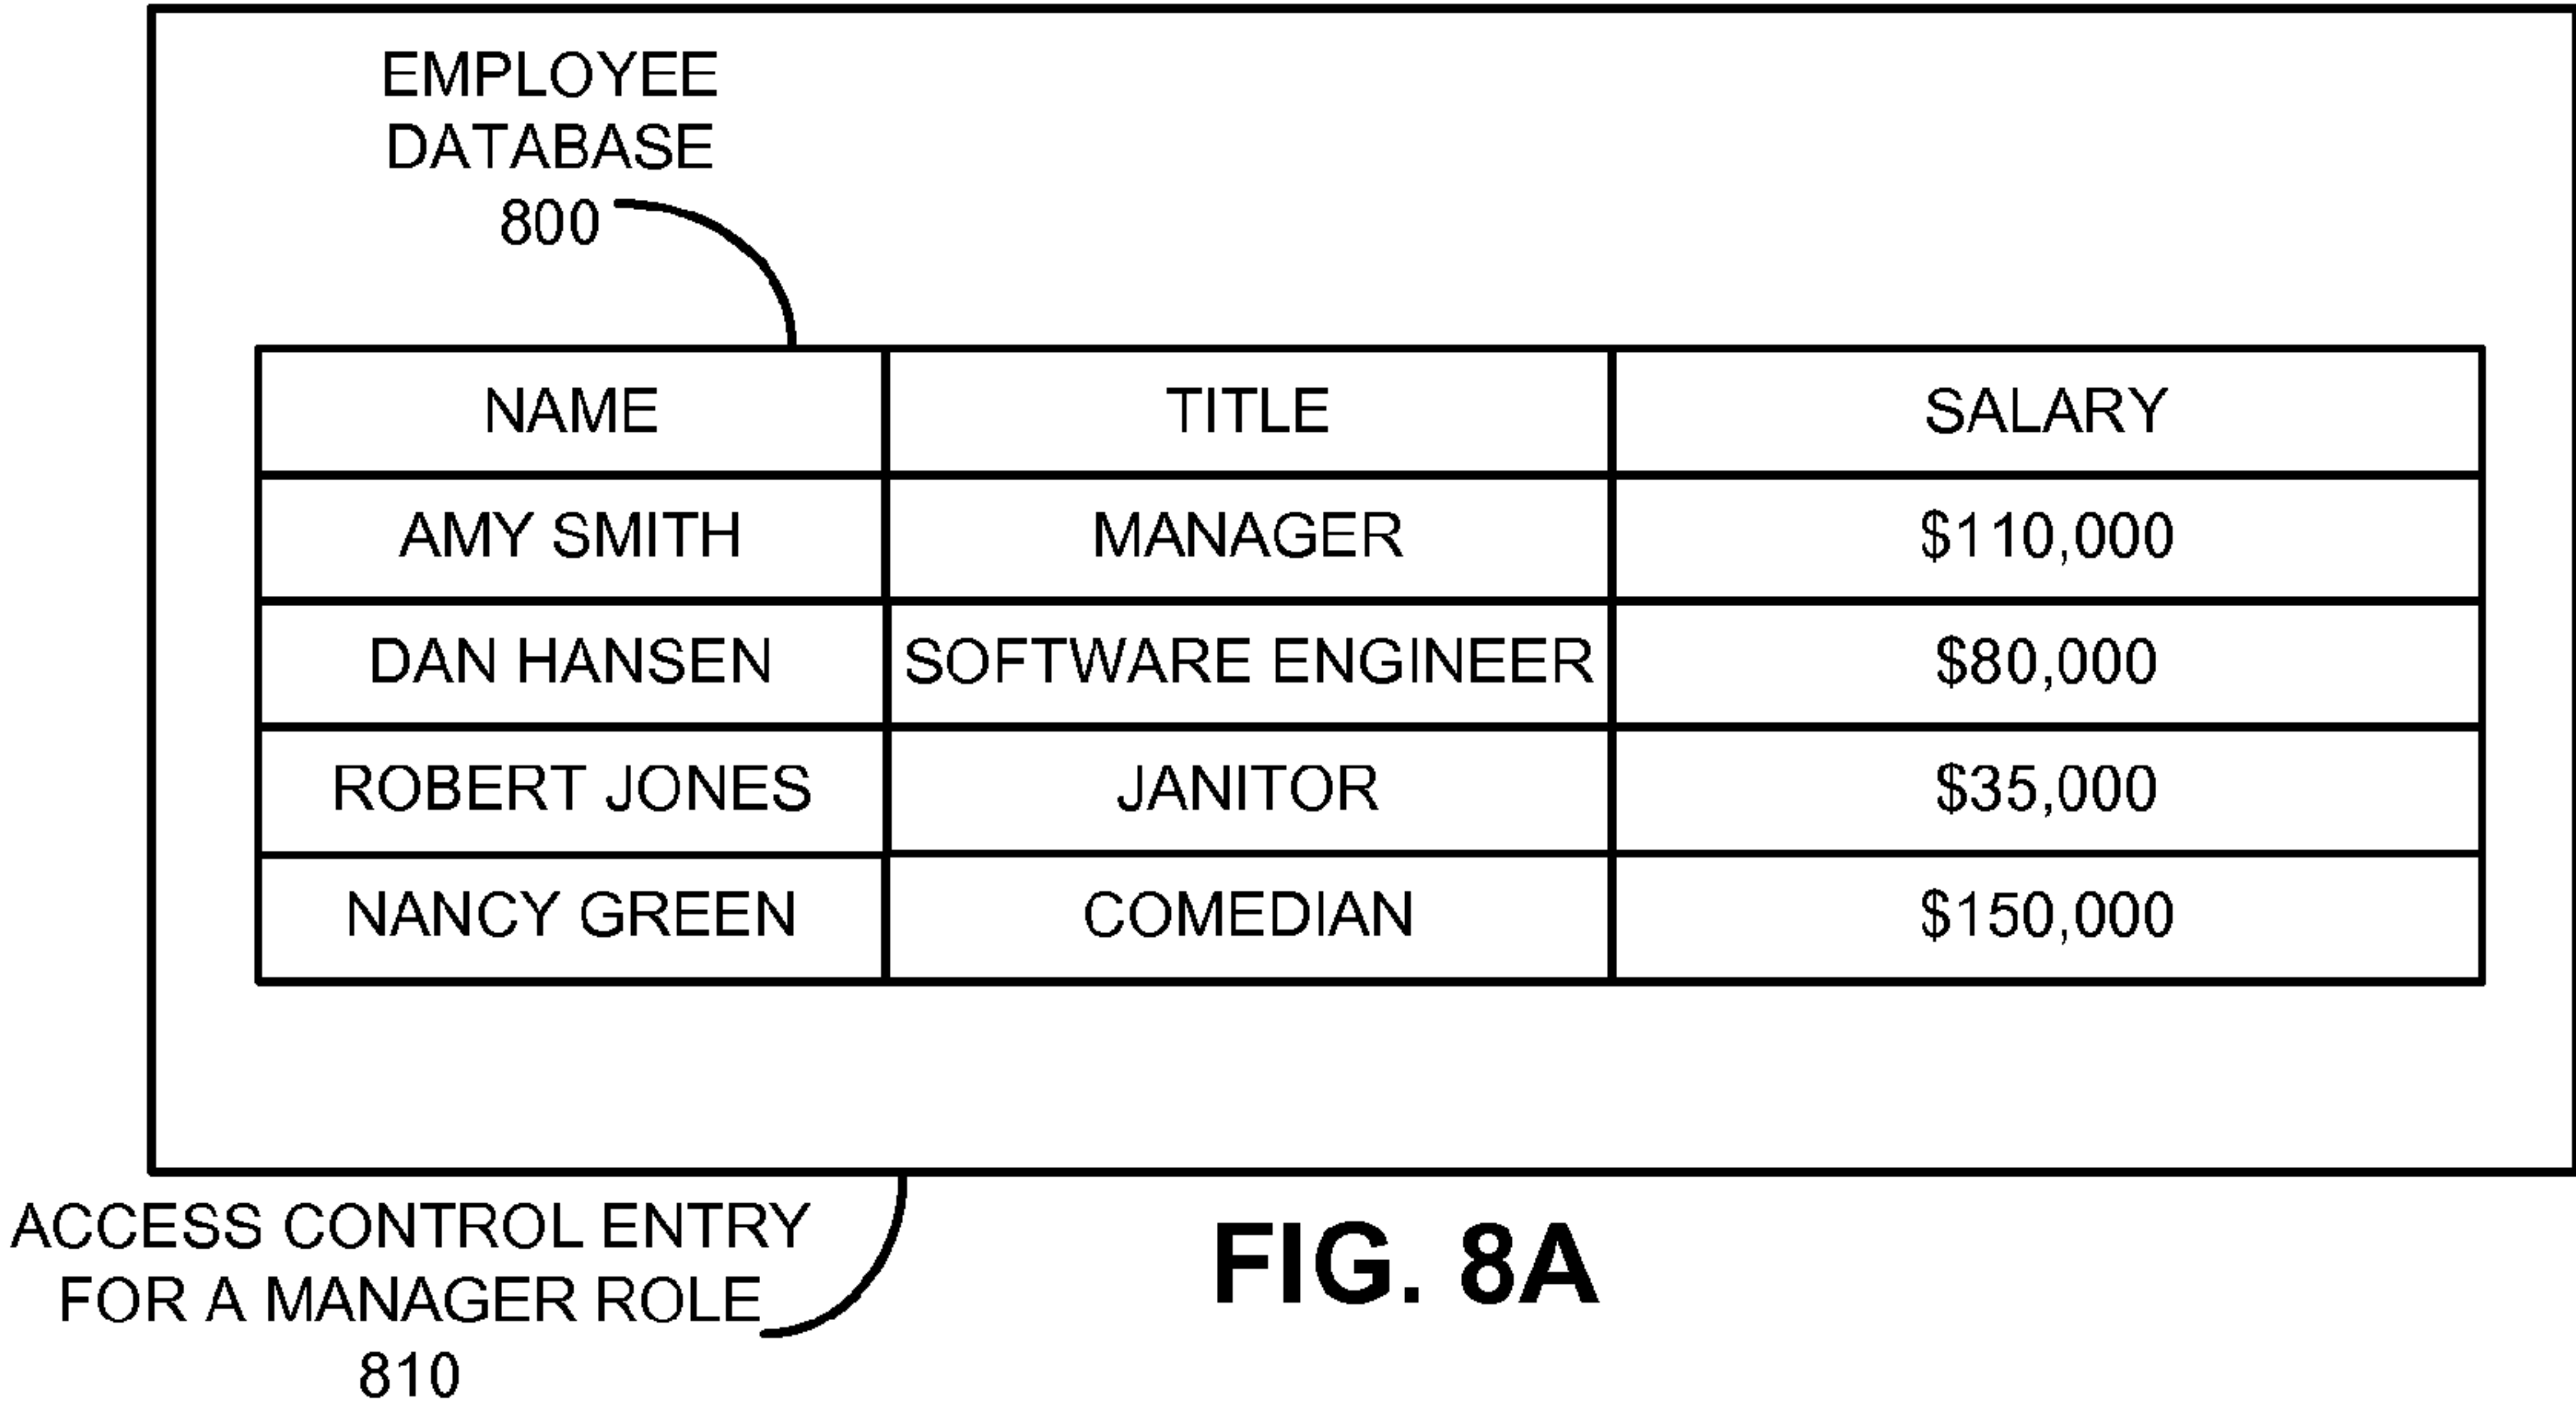 EMPLOYEE
DATABASE
800
NAME TITLE SALARY
AMY SMITH MANAGER $110,000
DAN HANSEN SOFTWARE ENGINEER $80,000
ROBERT JONES JANITOR $35,000
NANCY GREEN COMEDIAN $150,000
ACCESS CONTROL ENTRY
FOR A MANAGER ROLE
810
FIG. 8A